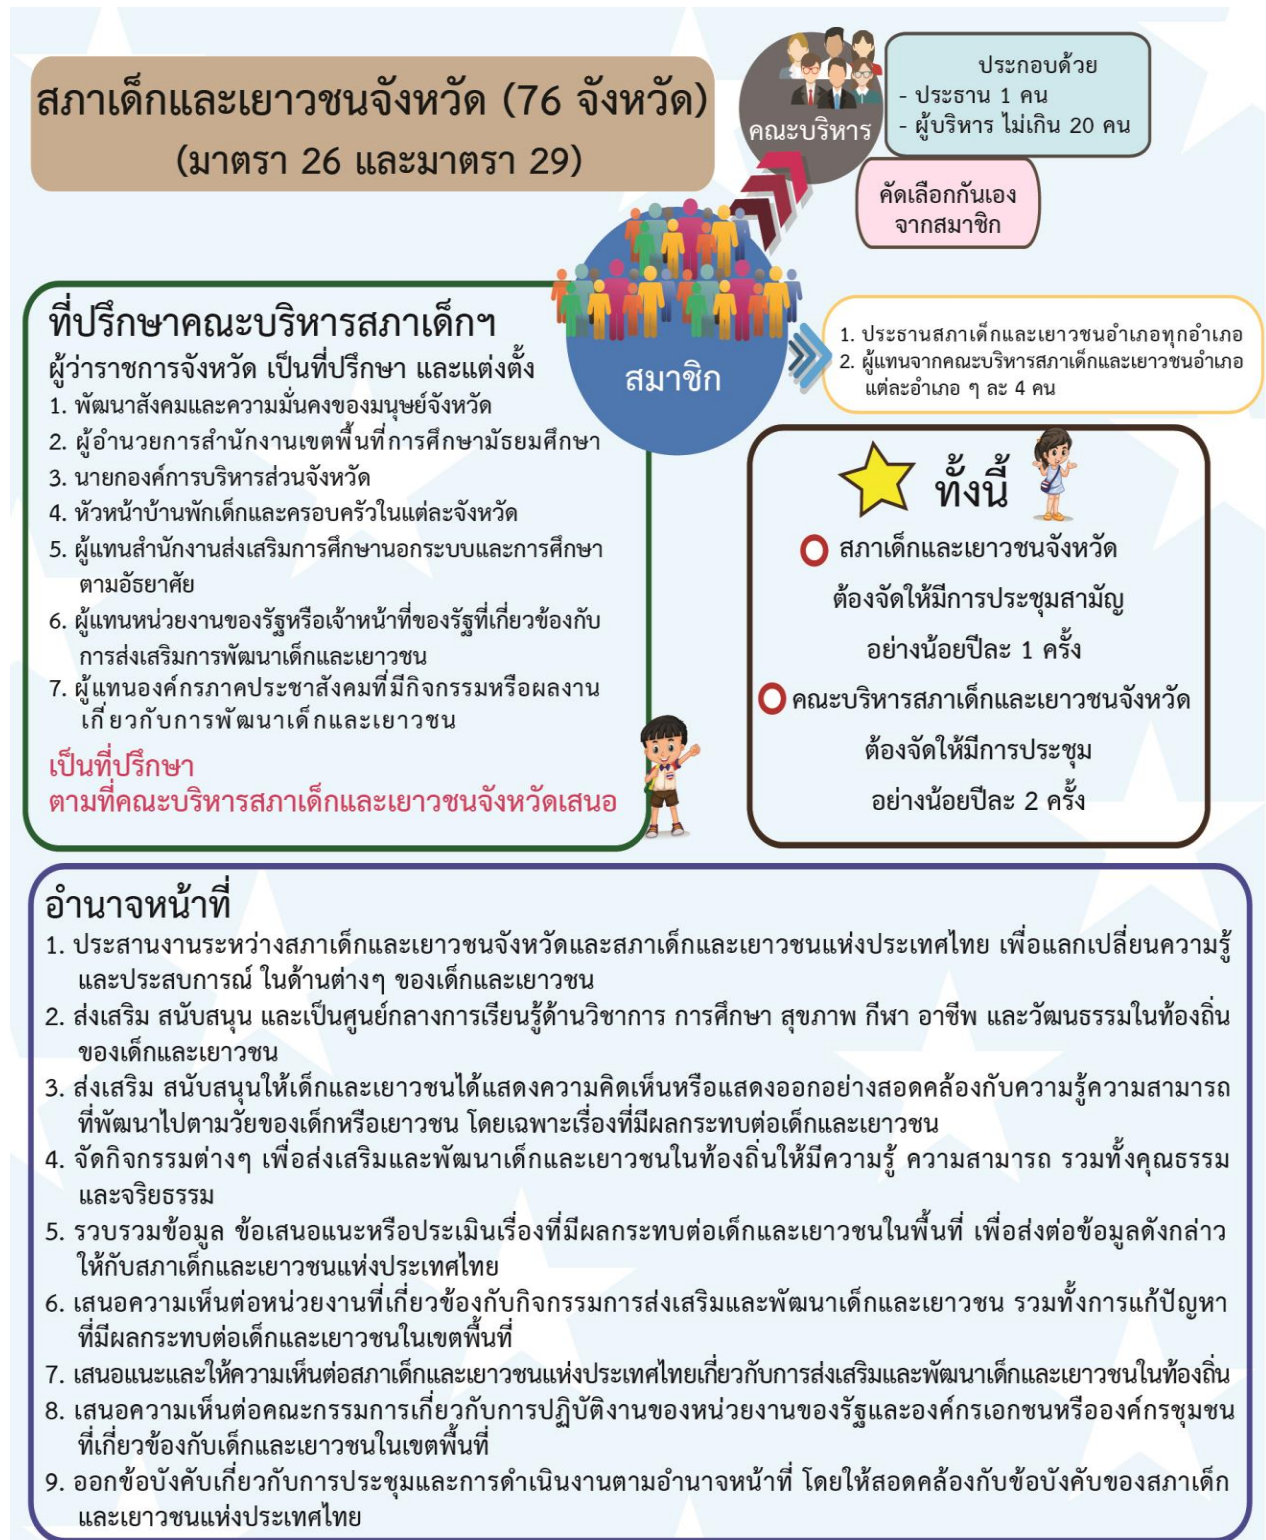 สภาเด็กและเยาวชนจังหวัด (76 จังหวัด)
(มาตรา 26 และมาตรา 29)
คณะบริหาร
ประกอบด้วย
- ประธาน 1 คน
- ผู้บริหาร ไม่เกิน 20 คน
คัดเลือกกันเอง
จากสมาชิก
สมาชิก
1. ประธานสภาเด็กและเยาวชนอำเภอทุกอำเภอ
2. ผู้แทนจากคณะบริหารสภาเด็กและเยาวชนอำเภอ
แต่ละอำเภอ ๆ ละ 4 คน
ที่ปรึกษาคณะบริหารสภาเด็กฯ
ผู้ว่าราชการจังหวัด เป็นที่ปรึกษา และแต่งตั้ง
1. พัฒนาสังคมและความมั่นคงของมนุษย์จังหวัด
2. ผู้อำนวยการสำนักงานเขตพื้นที่การศึกษามัธยมศึกษา
3. นายกองค์การบริหารส่วนจังหวัด
4. หัวหน้าบ้านพักเด็กและครอบครัวในแต่ละจังหวัด
5. ผู้แทนสำนักงานส่งเสริมการศึกษานอกระบบและการศึกษา
ตามอัธยาศัย
6. ผู้แทนหน่วยงานของรัฐหรือเจ้าหน้าที่ของรัฐที่เกี่ยวข้องกับ
การส่งเสริมการพัฒนาเด็กและเยาวชน
7. ผู้แทนองค์กรภาคประชาสังคมที่มีกิจกรรมหรือผลงาน
เกี่ยวกับการพัฒนาเด็กและเยาวชน
เป็นที่ปรึกษา
ตามที่คณะบริหารสภาเด็กและเยาวชนจังหวัดเสนอ
ทั้งนี้
สภาเด็กและเยาวชนจังหวัด
ต้องจัดให้มีการประชุมสามัญ
อย่างน้อยปีละ 1 ครั้ง
คณะบริหารสภาเด็กและเยาวชนจังหวัด
ต้องจัดให้มีการประชุม
อย่างน้อยปีละ 2 ครั้ง
อำนาจหน้าที่
1. ประสานงานระหว่างสภาเด็กและเยาวชนจังหวัดและสภาเด็กและเยาวชนแห่งประเทศไทย เพื่อแลกเปลี่ยนความรู้
และประสบการณ์ ในด้านต่างๆ ของเด็กและเยาวชน
2. ส่งเสริม สนับสนุน และเป็นศูนย์กลางการเรียนรู้ด้านวิชาการ การศึกษา สุขภาพ กีฬา อาชีพ และวัฒนธรรมในท้องถิ่น
ของเด็กและเยาวชน
3. ส่งเสริม สนับสนุนให้เด็กและเยาวชนได้แสดงความคิดเห็นหรือแสดงออกอย่างสอดคล้องกับความรู้ความสามารถ
ที่พัฒนาไปตามวัยของเด็กหรือเยาวชน โดยเฉพาะเรื่องที่มีผลกระทบต่อเด็กและเยาวชน
4. จัดกิจกรรมต่างๆ เพื่อส่งเสริมและพัฒนาเด็กและเยาวชนในท้องถิ่นให้มีความรู้ ความสามารถ รวมทั้งคุณธรรม
และจริยธรรม
5. รวบรวมข้อมูล ข้อเสนอแนะหรือประเมินเรื่องที่มีผลกระทบต่อเด็กและเยาวชนในพื้นที่ เพื่อส่งต่อข้อมูลดังกล่าว
ให้กับสภาเด็กและเยาวชนแห่งประเทศไทย
6. เสนอความเห็นต่อหน่วยงานที่เกี่ยวข้องกับกิจกรรมการส่งเสริมและพัฒนาเด็กและเยาวชน รวมทั้งการแก้ปัญหา
ที่มีผลกระทบต่อเด็กและเยาวชนในเขตพื้นที่
7. เสนอแนะและให้ความเห็นต่อสภาเด็กและเยาวชนแห่งประเทศไทยเกี่ยวกับการส่งเสริมและพัฒนาเด็กและเยาวชนในท้องถิ่น
8. เสนอความเห็นต่อคณะกรรมการเกี่ยวกับการปฏิบัติงานของหน่วยงานของรัฐและองค์กรเอกชนหรือองค์กรชุมชน
ที่เกี่ยวข้องกับเด็กและเยาวชนในเขตพื้นที่
9. ออกข้อบังคับเกี่ยวกับการประชุมและการดำเนินงานตามอำนาจหน้าที่ โดยให้สอดคล้องกับข้อบังคับของสภาเด็ก
และเยาวชนแห่งประเทศไทย